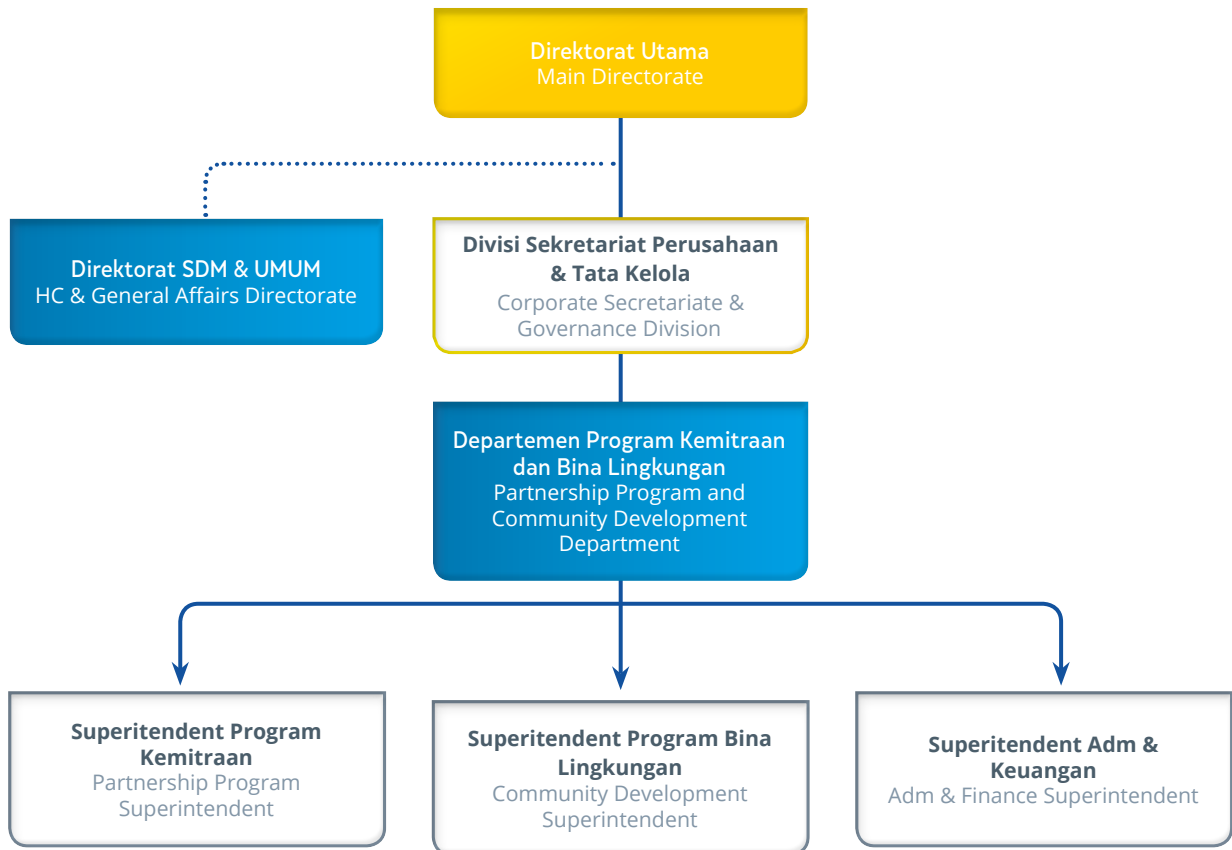 Direktorat Utama
Main Directorate
Direktorat SDM & UMUM
HC & General Affairs Directorate
Divisi Sekretariat Perusahaan
& Tata Kelola
Corporate Secretariate &
Governance Division
Departemen Program Kemitraan
dan Bina Lingkungan
Partnership Program and
Community Development
Department
Superitendent Program
Kemitraan
Partnership Program
Superintendent
Superitendent Program Bina
Lingkungan
Community Development
Superintendent
Superitendent Adm &
Keuangan
Adm & Finance Superintendent